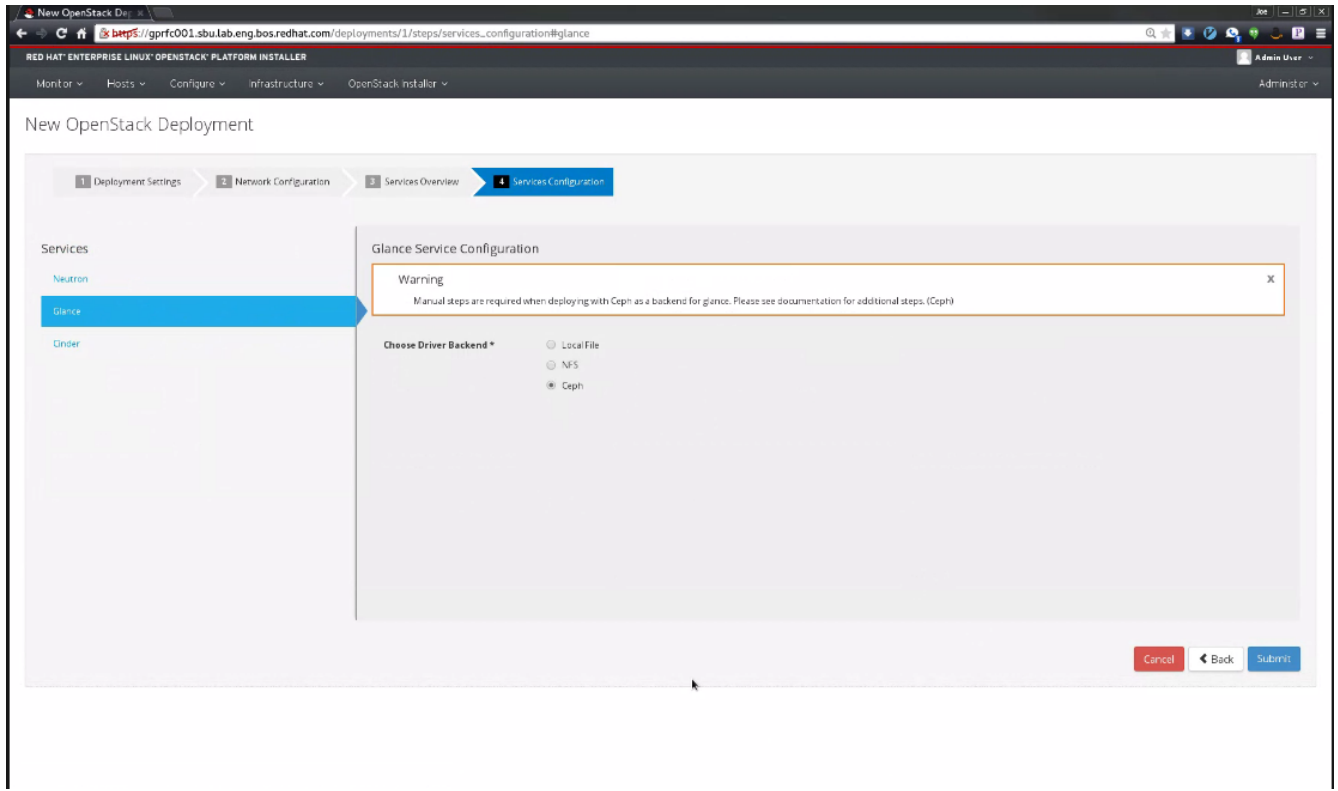 New OpenStack Dep
Joe
https://gprfc001.sbu.lab.eng.bos.redhat.com/deployments/1/steps/services_configuration#glance
RED HAT® ENTERPRISE LINUX® OPENSTACK® PLATFORM INSTALLER
Admin User
Monitor Hosts Configure Infrastructure OpenStack Installer Administer
New OpenStack Deployment
1 Deployment Settings 2 Network Configuration 3 Services Overview 4 Services Configuration
Services
Neutron
Glance
Cinder
Glance Service Configuration
Warning x
Manual steps are required when deploying with Ceph as a backend for glance. Please see documentation for additional steps. (Ceph)
Choose Driver Backend * Local File
NFS
Ceph
Cancel Back Submit